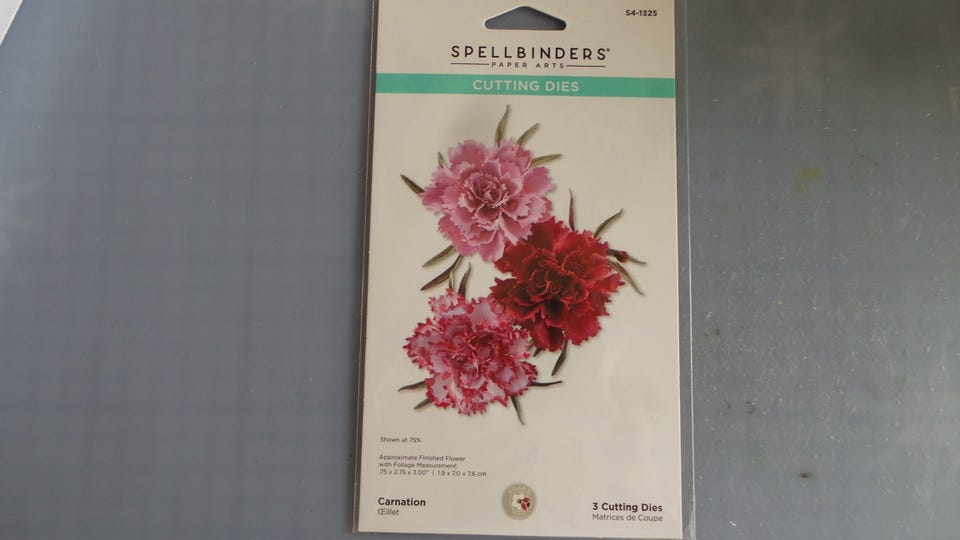 S4-1325
SPELLBINDERS®
PAPER ARTS
CUTTING DIES
Shown at 75%
Approximate Finished Flower
with Foliage Measurement:
.75 x 2.75 x 3.00" | 1.9 x 7.0 x 7.6 cm
Carnation
Œillet
3 Cutting Dies
Matrices de Coupe